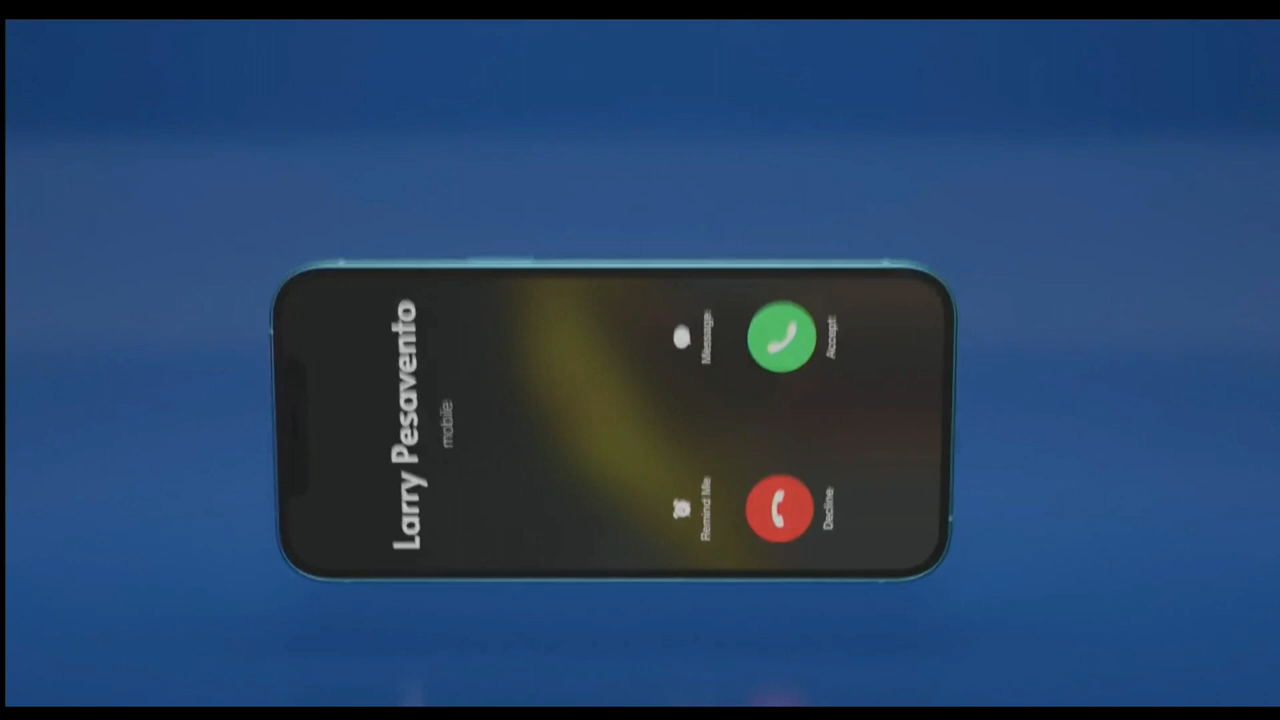 Larry Pesavento
mobile
Remind Me
Message
Decline
Accept